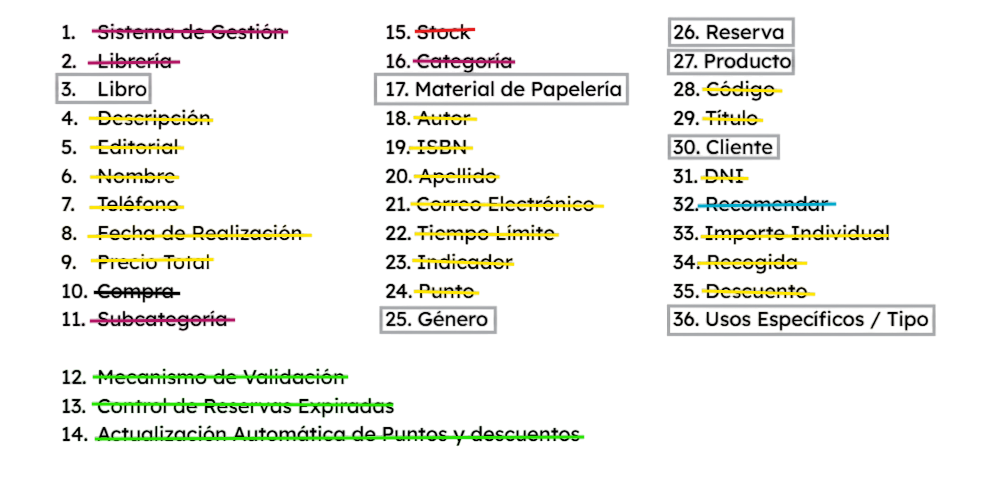 1. Sistema de Gestión
2. Librería
3. Libro
4. Descripción
5. Editorial
6. Nombre
7. Teléfono
8. Fecha de Realización
9. Precio Total
10. Compra
11. Subcategoría
12. Mecanismo de Validación
13. Control de Reservas Expiradas
14. Actualización Automática de Puntos y descuentos
15. Stock
16. Categoría
17. Material de Papelería
18. Autor
19. ISBN
20. Apellido
21. Correo Electrónico
22. Tiempo Límite
23. Indicador
24. Punto
25. Género
26. Reserva
27. Producto
28. Código
29. Título
30. Cliente
31. DNI
32. Recomendar
33. Importe Individual
34. Recogida
35. Descuento
36. Usos Específicos / Tipo